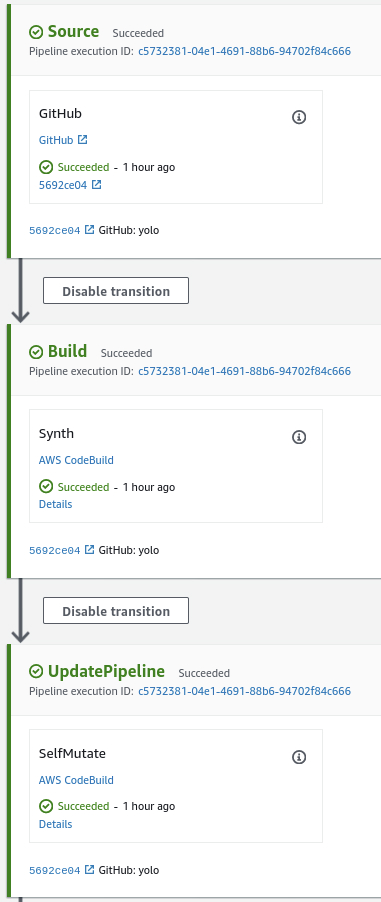 Source Succeeded
Pipeline execution ID: c5732381-04e1-4691-88b6-94702f84c666
GitHub
GitHub
Succeeded - 1 hour ago
5692ce04
5692ce04 GitHub: yolo
Disable transition
Build Succeeded
Pipeline execution ID: c5732381-04e1-4691-88b6-94702f84c666
Synth
AWS CodeBuild
Succeeded - 1 hour ago
Details
5692ce04 GitHub: yolo
Disable transition
UpdatePipeline Succeeded
Pipeline execution ID: c5732381-04e1-4691-88b6-94702f84c666
SelfMutate
AWS CodeBuild
Succeeded - 1 hour ago
Details
5692ce04 GitHub: yolo